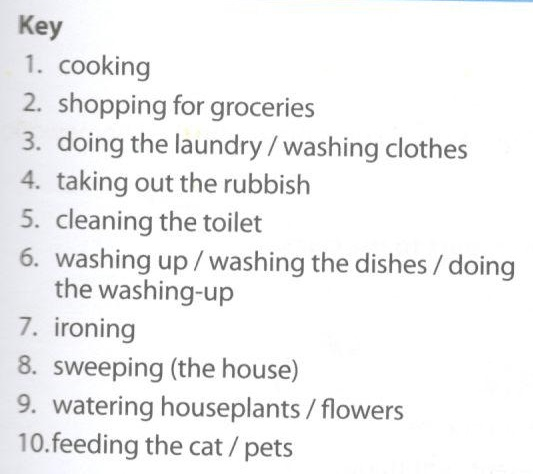 Key
1. cooking
2. shopping for groceries
3. doing the laundry / washing clothes
4. taking out the rubbish
5. cleaning the toilet
6. washing up / washing the dishes / doing
the washing-up
7. ironing
8. sweeping (the house)
9. watering houseplants / flowers
10.feeding the cat / pets